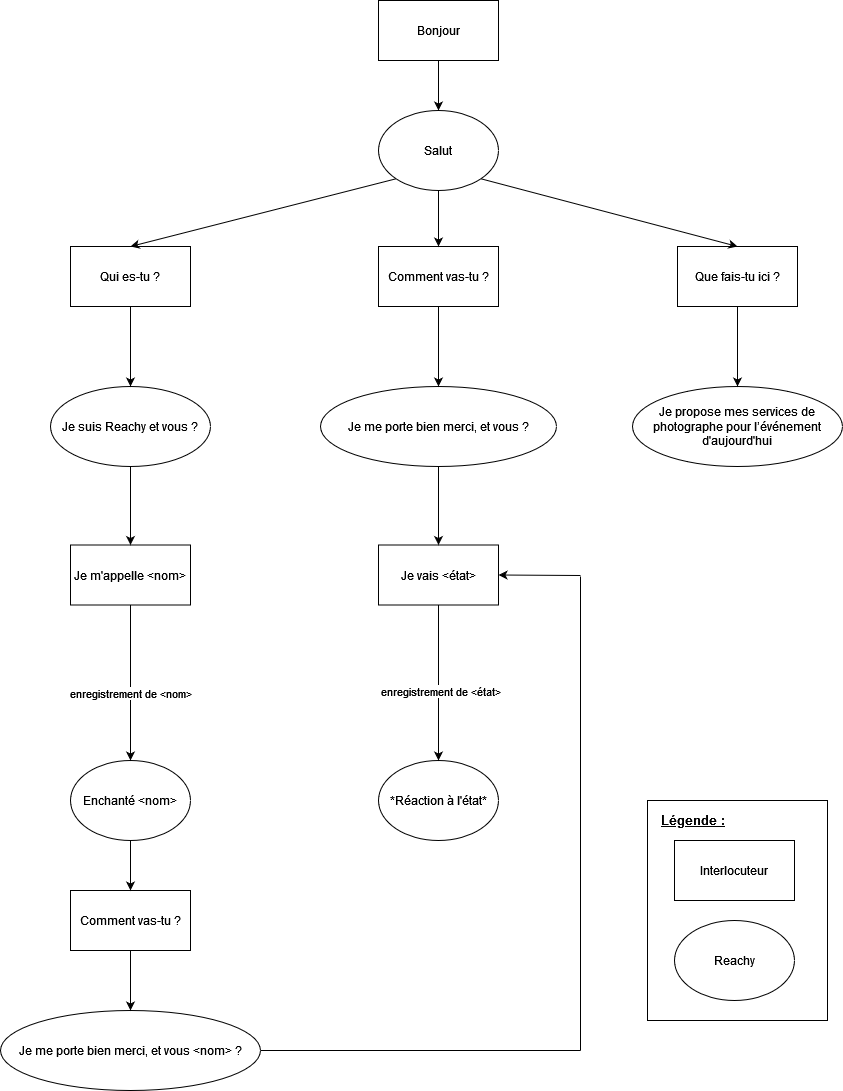 Bonjour
Salut
Qui es-tu ?
Comment vas-tu ?
Que fais-tu ici ?
Je suis Reachy et vous ?
Je me porte bien merci, et vous ?
Je propose mes services de
photographe pour l'événement
d'aujourd'hui
Je m'appelle <nom>
Je vais <état>
enregistrement de <nom>
enregistrement de <état>
Enchanté <nom>
*Réaction à l'état*
Légende :
Interlocuteur
Comment vas-tu ?
Reachy
Je me porte bien merci, et vous <nom> ?